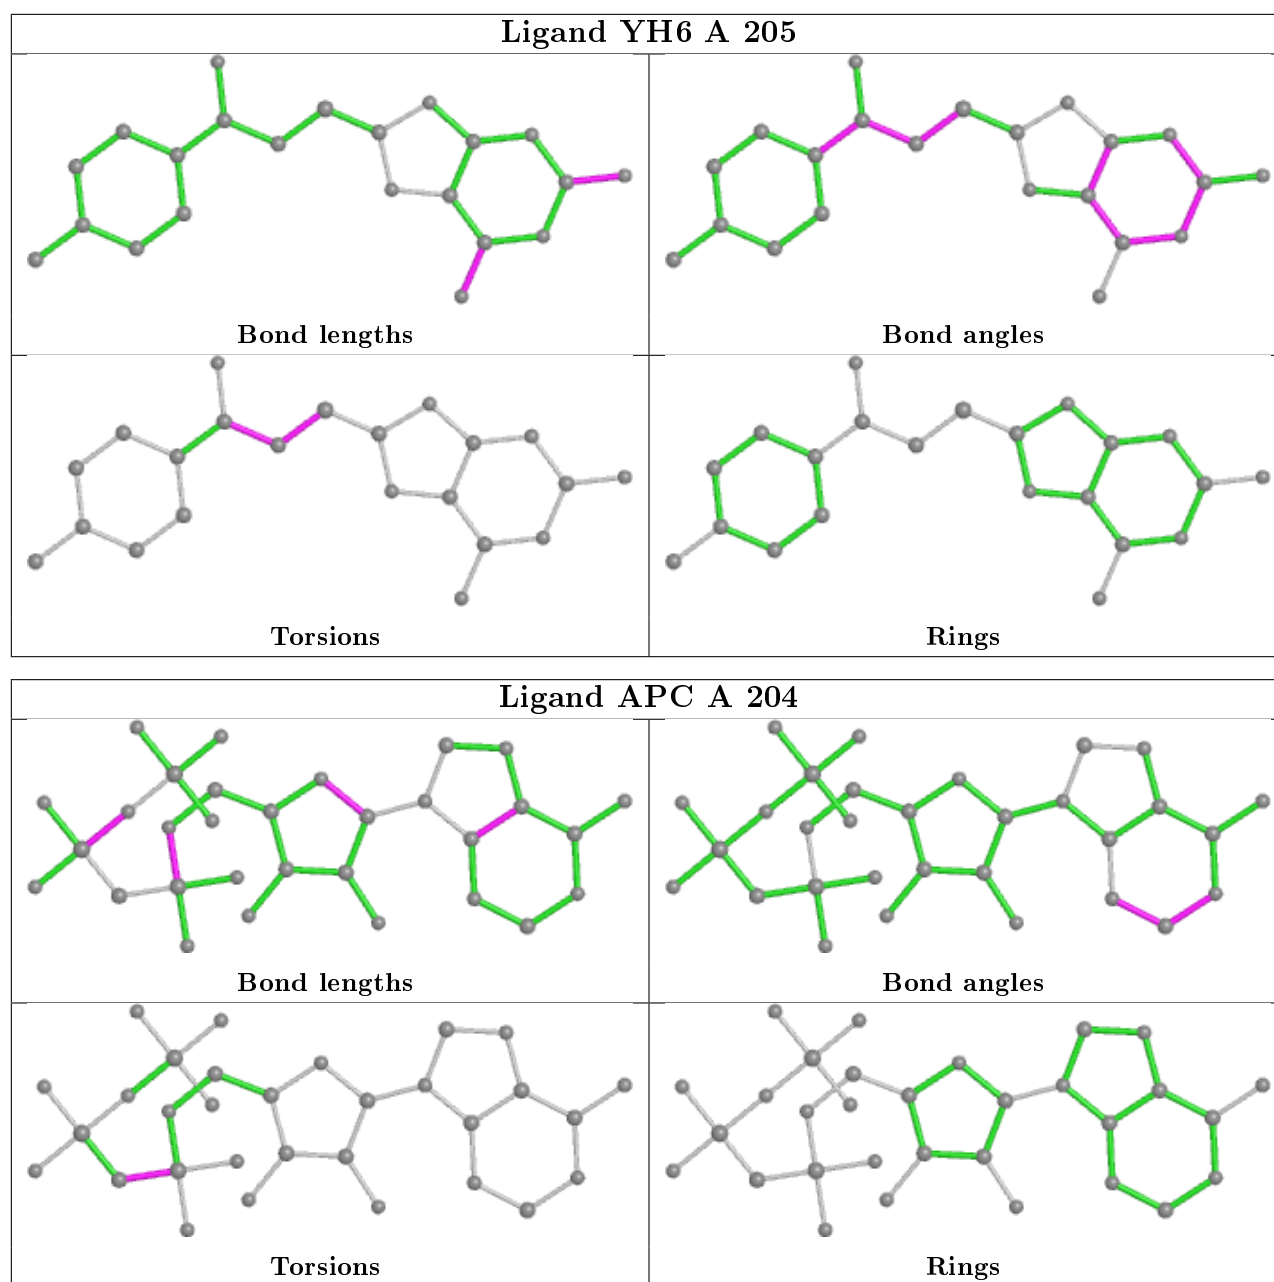 Ligand YH6 A 205
Bond lengths
Bond angles
Torsions
Rings
Ligand APC A 204
Bond lengths
Bond angles
Torsions
Rings